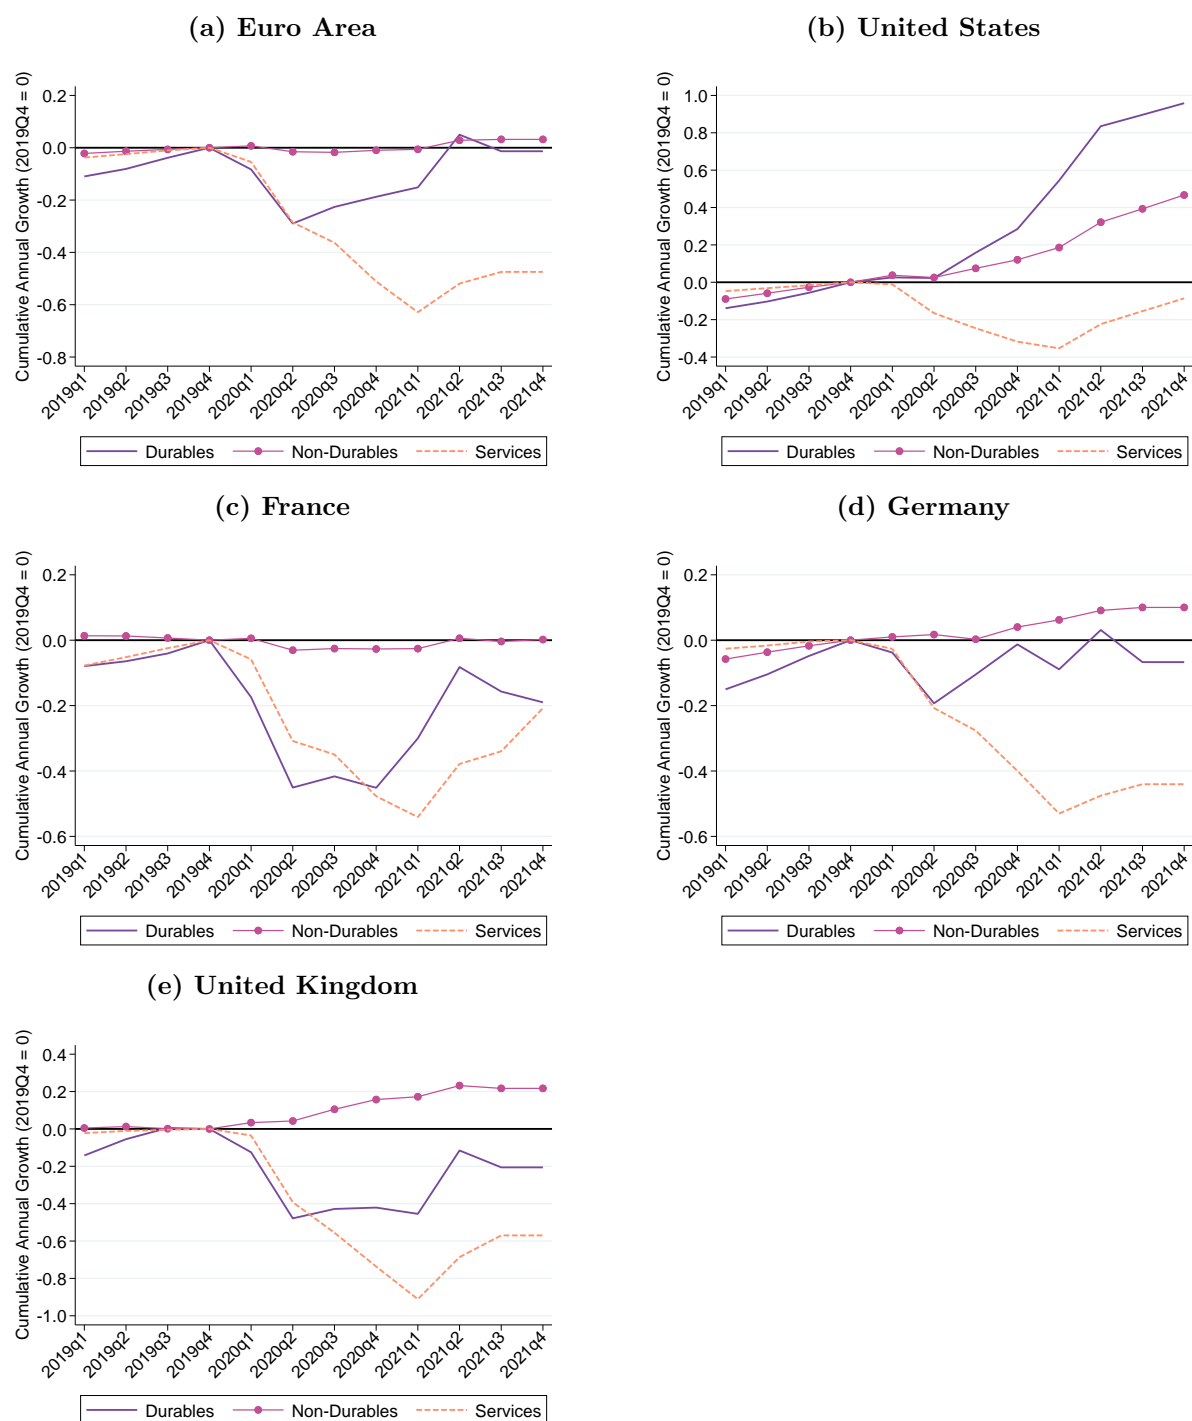 (a) Euro Area
Cumulative Annual Growth (2019Q4 = 0)
0.2
0.0
-0.2
-0.4
-0.6
-0.8
2019q1 2019q2 2019q3 2019q4 2020q1 2020q2 2020q3 2020q4 2021q1 2021q2 2021q3 2021q4
Durables Non-Durables Services
(b) United States
Cumulative Annual Growth (2019Q4 = 0)
1.0
0.8
0.6
0.4
0.2
0.0
-0.2
-0.4
2019q1 2019q2 2019q3 2019q4 2020q1 2020q2 2020q3 2020q4 2021q1 2021q2 2021q3 2021q4
Durables Non-Durables Services
(c) France
Cumulative Annual Growth (2019Q4 = 0)
0.2
0.0
-0.2
-0.4
-0.6
2019q1 2019q2 2019q3 2019q4 2020q1 2020q2 2020q3 2020q4 2021q1 2021q2 2021q3 2021q4
Durables Non-Durables Services
(d) Germany
Cumulative Annual Growth (2019Q4 = 0)
0.2
0.0
-0.2
-0.4
-0.6
2019q1 2019q2 2019q3 2019q4 2020q1 2020q2 2020q3 2020q4 2021q1 2021q2 2021q3 2021q4
Durables Non-Durables Services
(e) United Kingdom
Cumulative Annual Growth (2019Q4 = 0)
0.4
0.2
0.0
-0.2
-0.4
-0.6
-0.8
-1.0
2019q1 2019q2 2019q3 2019q4 2020q1 2020q2 2020q3 2020q4 2021q1 2021q2 2021q3 2021q4
Durables Non-Durables Services